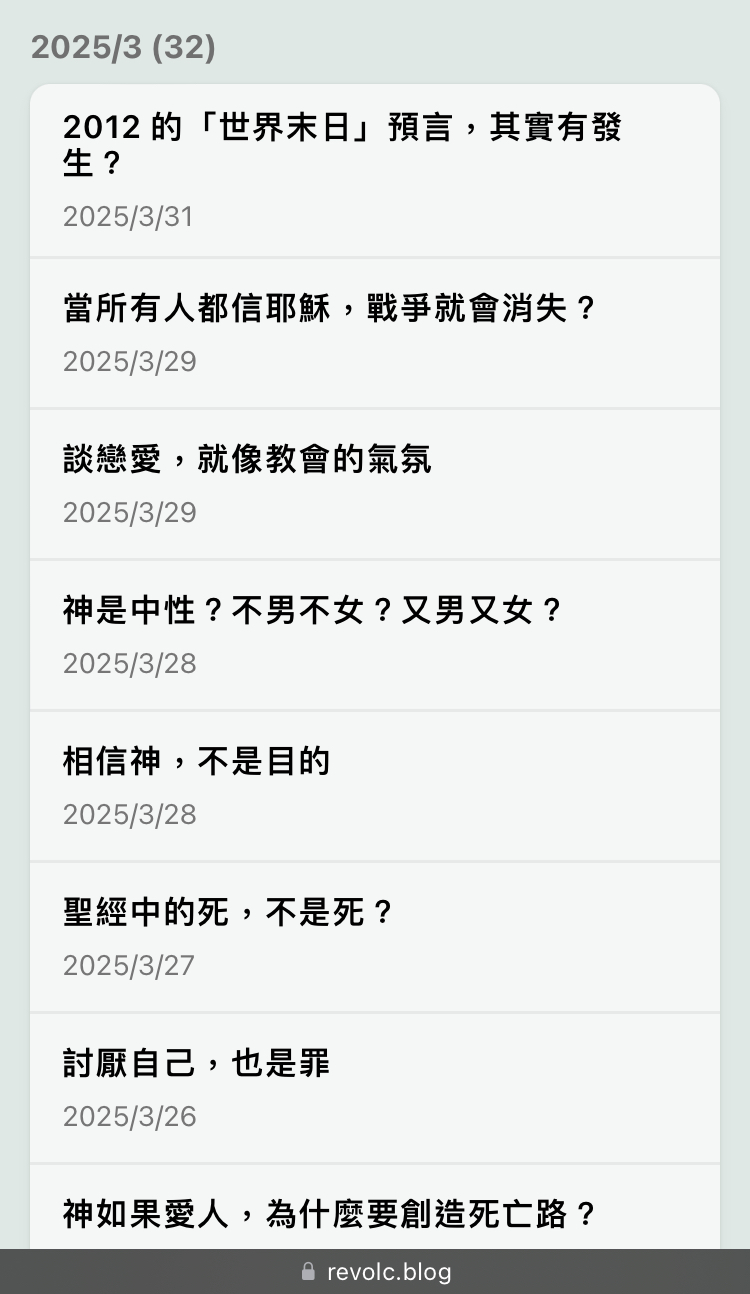 2025/3 (32)
2012 的「世界末日」預言，其實有發
生？
2025/3/31
當所有人都信耶穌，戰爭就會消失？
2025/3/29
談戀愛，就像教會的氣氛
2025/3/29
神是中性？不男不女？又男又女？
2025/3/28
相信神，不是目的
2025/3/28
聖經中的死，不是死？
2025/3/27
討厭自己，也是罪
2025/3/26
神如果愛人，為什麼要創造死亡路？
revolc.blog